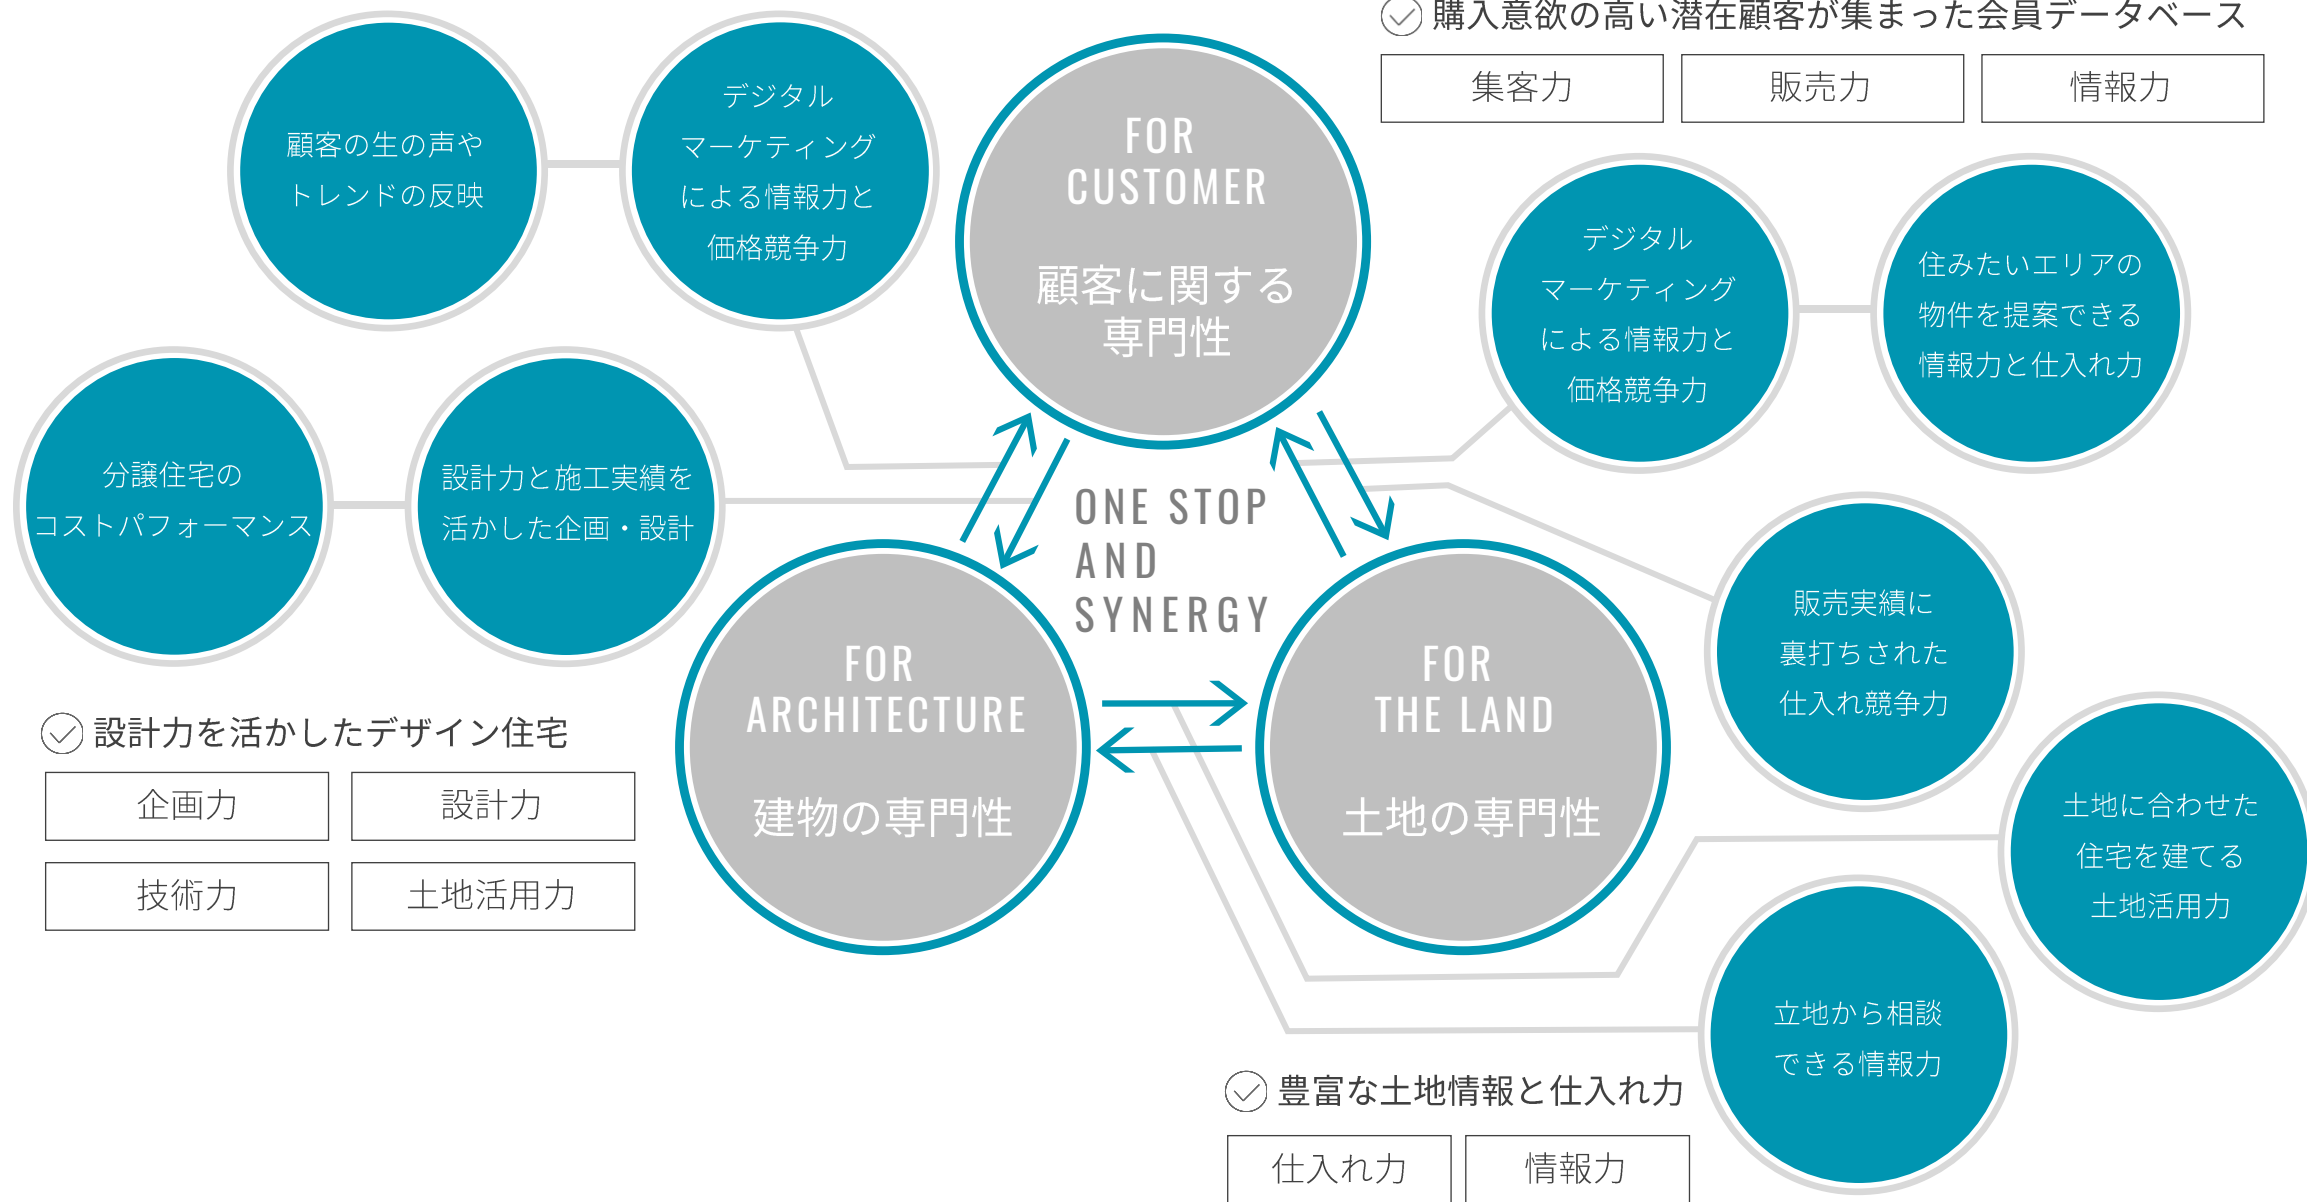 購入意欲の高い潜在顧客が集まった会員データベース
集客力
販売力
情報力
顧客の生の声や
トレンドの反映
デジタル
マーケティング
による情報力と
価格競争力
FOR
CUSTOMER
顧客に関する
専門性
デジタル
マーケティング
による情報力と
価格競争力
住みたいエリアの
物件を提案できる
情報力と仕入れ力
分譲住宅の
コストパフォーマンス
設計力と施工実績を
活かした企画・設計
ONE STOP
AND
SYNERGY
販売実績に
裏打ちされた
仕入れ競争力
FOR
ARCHITECTURE
建物の専門性
FOR
THE LAND
土地の専門性
設計力を活かしたデザイン住宅
企画力
設計力
技術力
土地活用力
土地に合わせた
住宅を建てる
土地活用力
立地から相談
できる情報力
豊富な土地情報と仕入れ力
仕入れ力
情報力